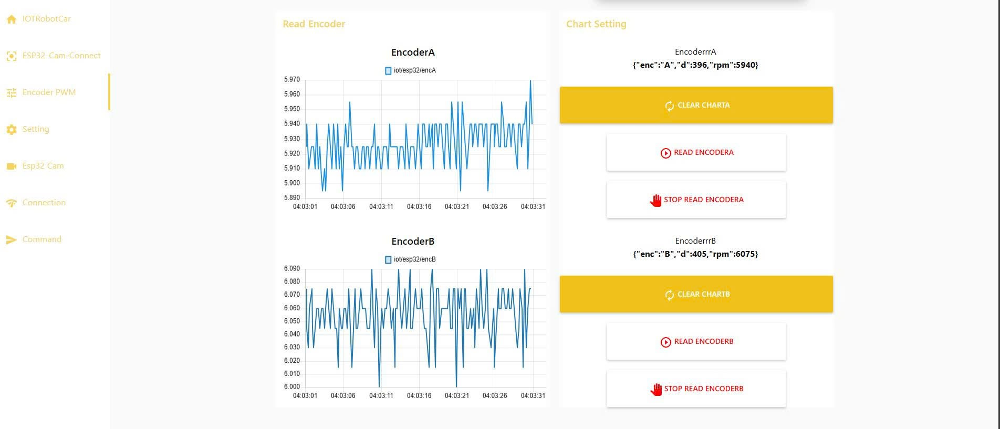 IOTRobotCar
ESP32-Cam-Connect
Encoder PWM
Setting
Esp32 Cam
Connection
Command
Read Encoder
EncoderA
iot/esp32/encA
5.970
5.960
5.950
5.940
5.930
5.920
5.910
5.900
5.890
04:03:01 04:03:06 04:03:11 04:03:16 04:03:21 04:03:26 04:03:31
EncoderB
iot/esp32/encB
6.090
6.080
6.070
6.060
6.050
6.040
6.030
6.020
6.010
6.000
04:03:01 04:03:06 04:03:11 04:03:16 04:03:21 04:03:26 04:03:31
Chart Setting
EncoderrrA
{"enc":"A","d":396,"rpm":5940}
CLEAR CHARTA
READ ENCODERA
STOP READ ENCODERA
EncoderrrB
{"enc":"B","d":405,"rpm":6075}
CLEAR CHARTB
READ ENCODERB
STOP READ ENCODERB